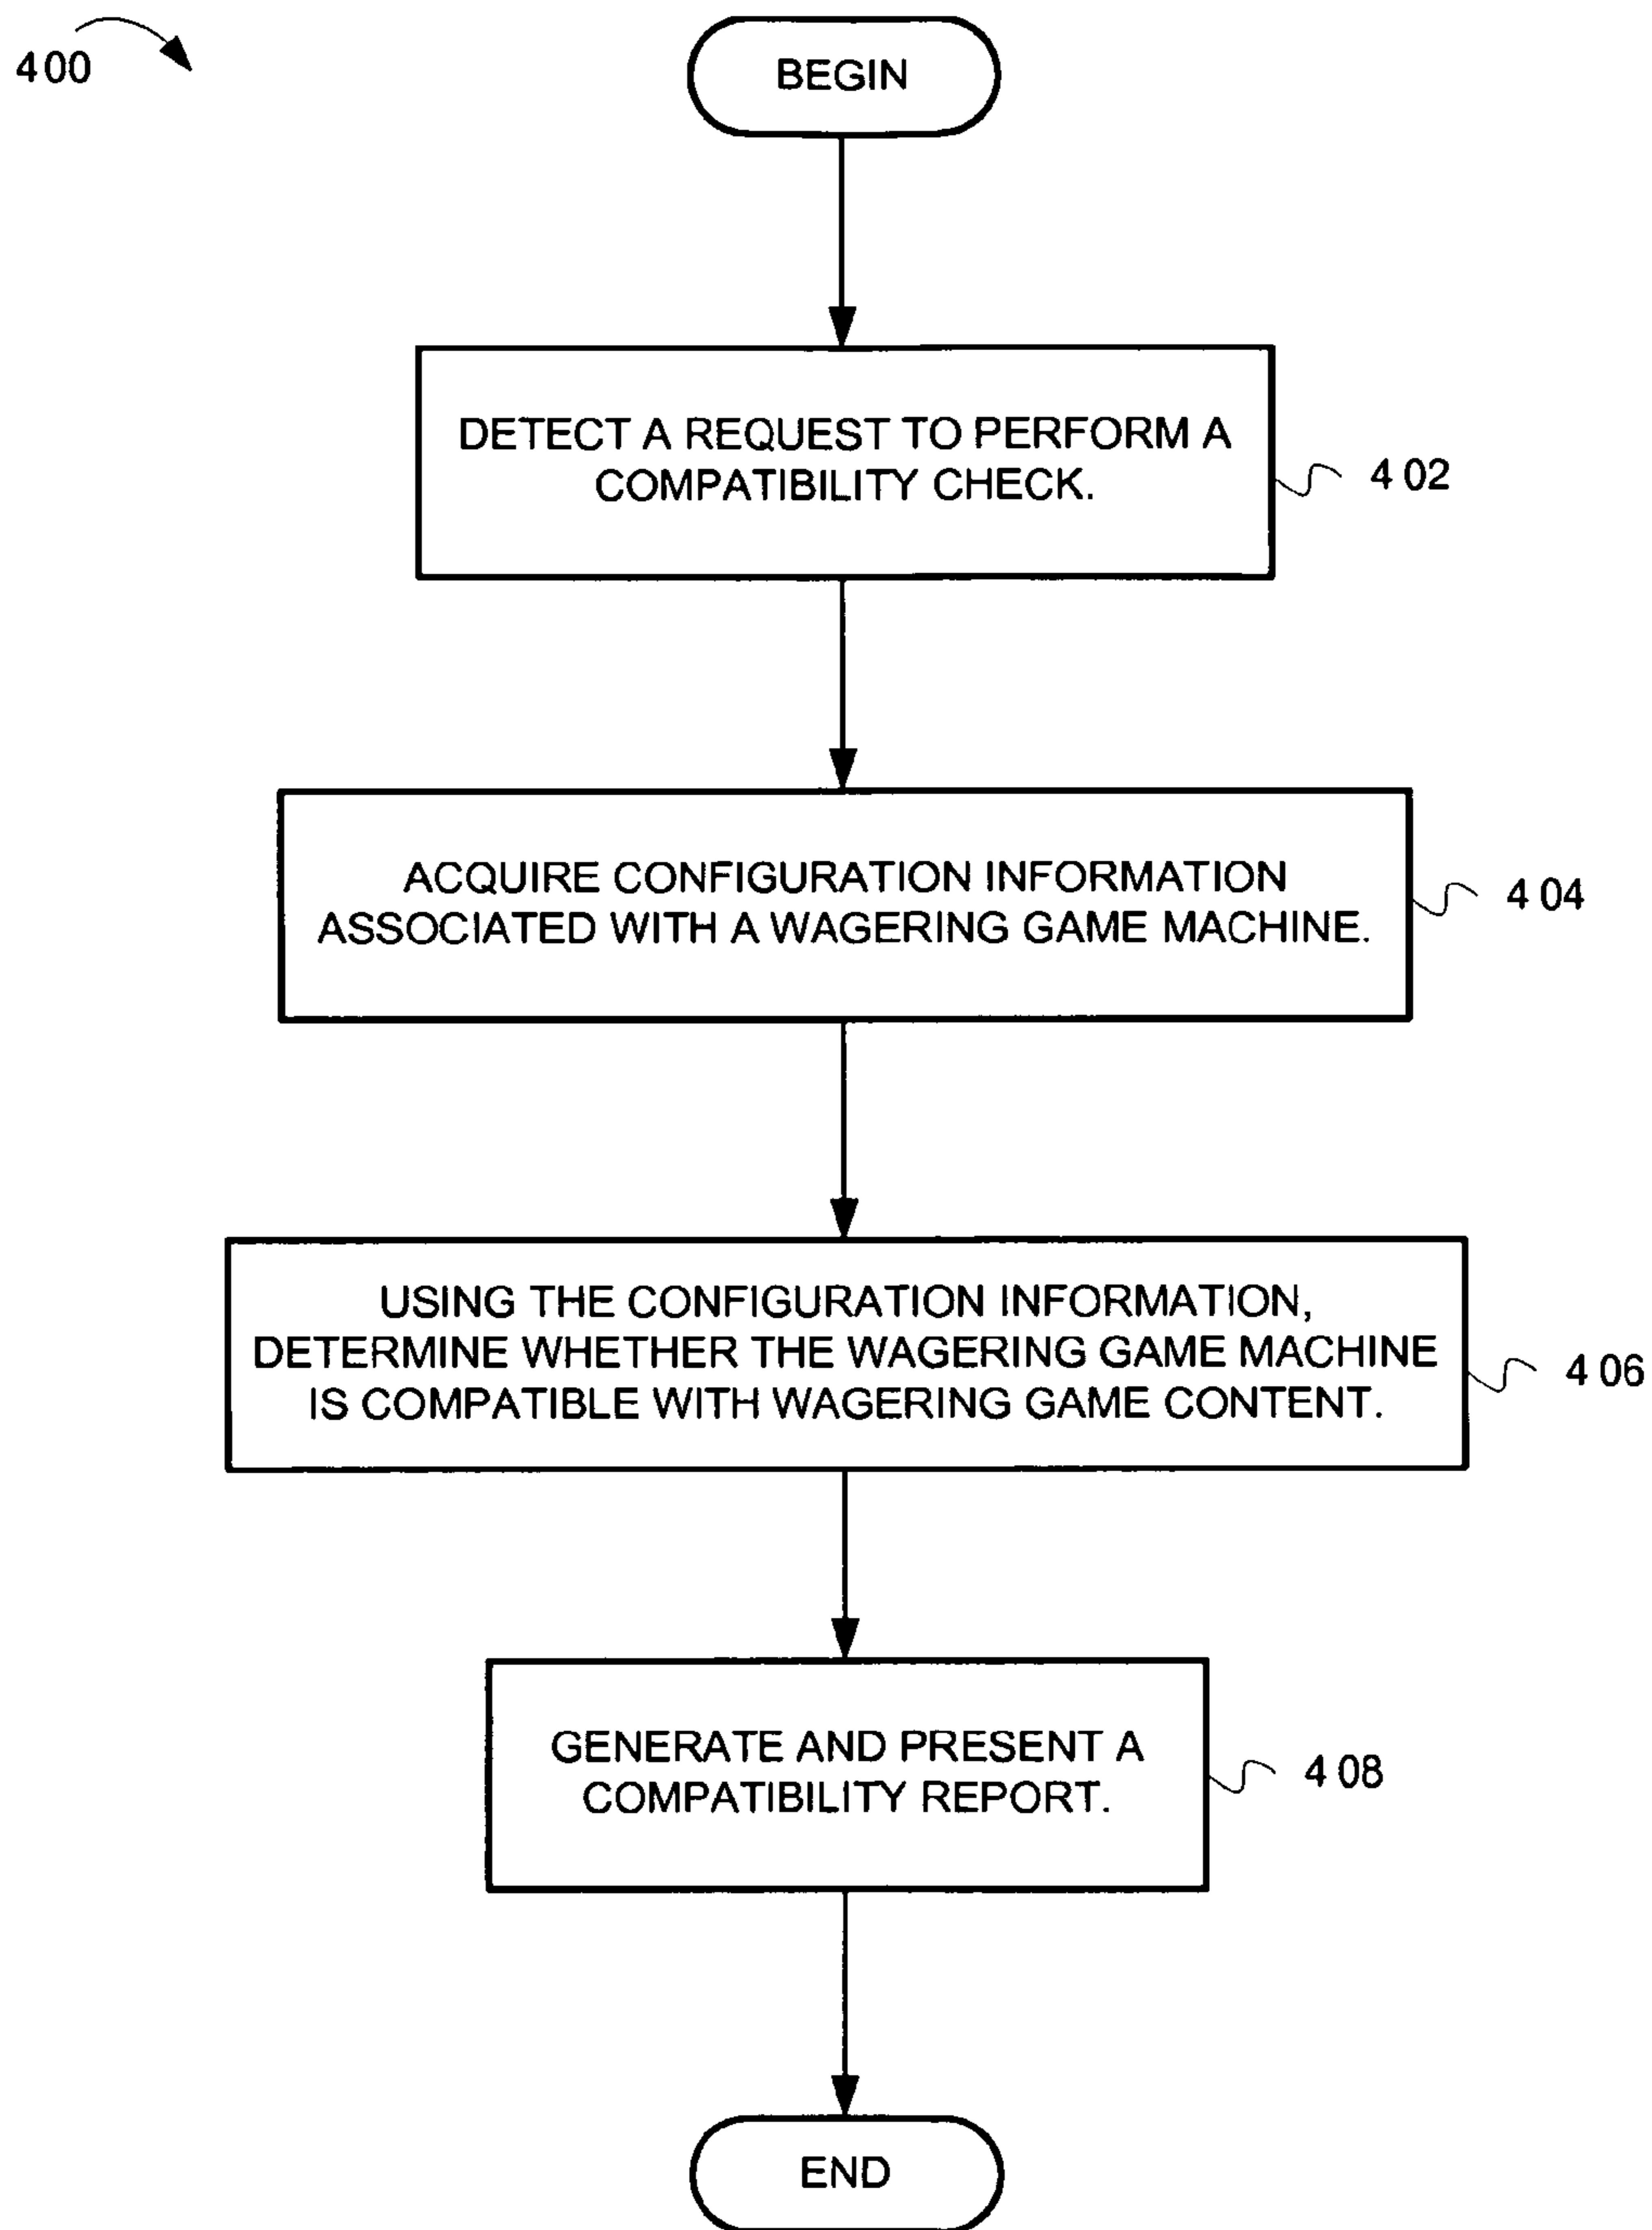 400
BEGIN
DETECT A REQUEST TO PERFORM A
COMPATIBILITY CHECK.
402
ACQUIRE CONFIGURATION INFORMATION
ASSOCIATED WITH A WAGERING GAME MACHINE.
404
USING THE CONFIGURATION INFORMATION,
DETERMINE WHETHER THE WAGERING GAME MACHINE
IS COMPATIBLE WITH WAGERING GAME CONTENT.
406
GENERATE AND PRESENT A
COMPATIBILITY REPORT.
408
END